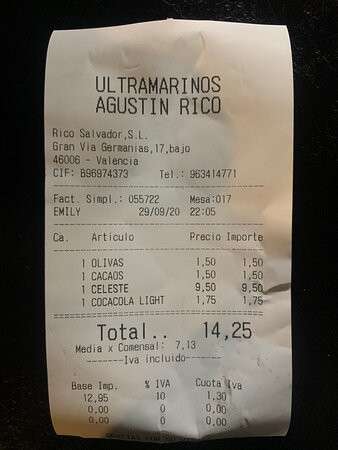 ULTRAMARINOS
AGUSTIN RICO
Rico Salvador,S.L.
Gran Via Germanias,17,bajo
46006 - Valencia
CIF: B96974373 Tel.: 963414771
Fact. Simpl.: 055722 Mesa:017
EMILY 29/09/20 22:05
Ca. Articulo Precio Importe
1 OLIVAS 1,50 1,50
1 CACAOS 1,50 1,50
1 CELESTE 9,50 9,50
1 COCACOLA LIGHT 1,75 1,75
Total.. 14,25
Media x Comensal: 7,13
Iva incluido
Base Imp. % IVA Cuota Iva
12,95 10 1,30
0,00 0 0,00
0,00 0 0,00
GRACIAS POR SU